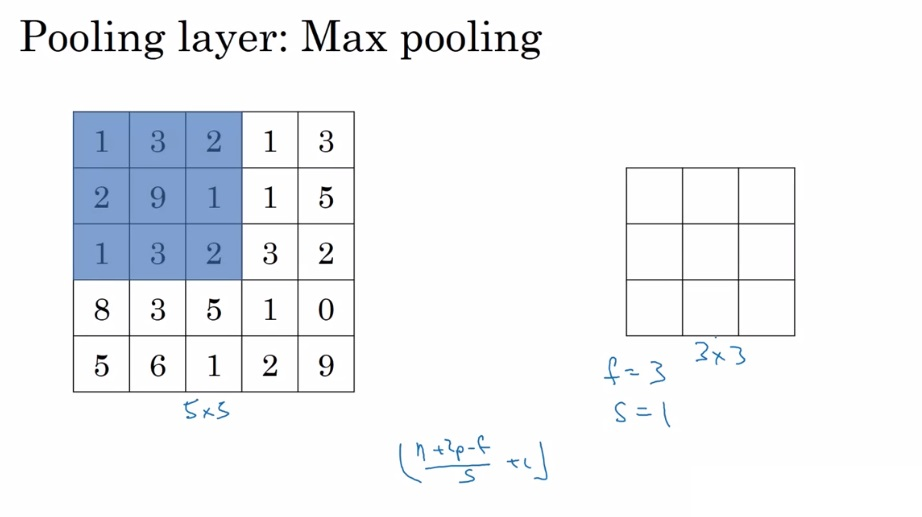 Pooling layer: Max pooling
1 3 2 1 3
2 9 1 1 5
1 3 2 3 2
8 3 5 1 0
5 6 1 2 9
5x5
3x3
f = 3
s = 1
⌊(n+2p-f)/s +1⌋